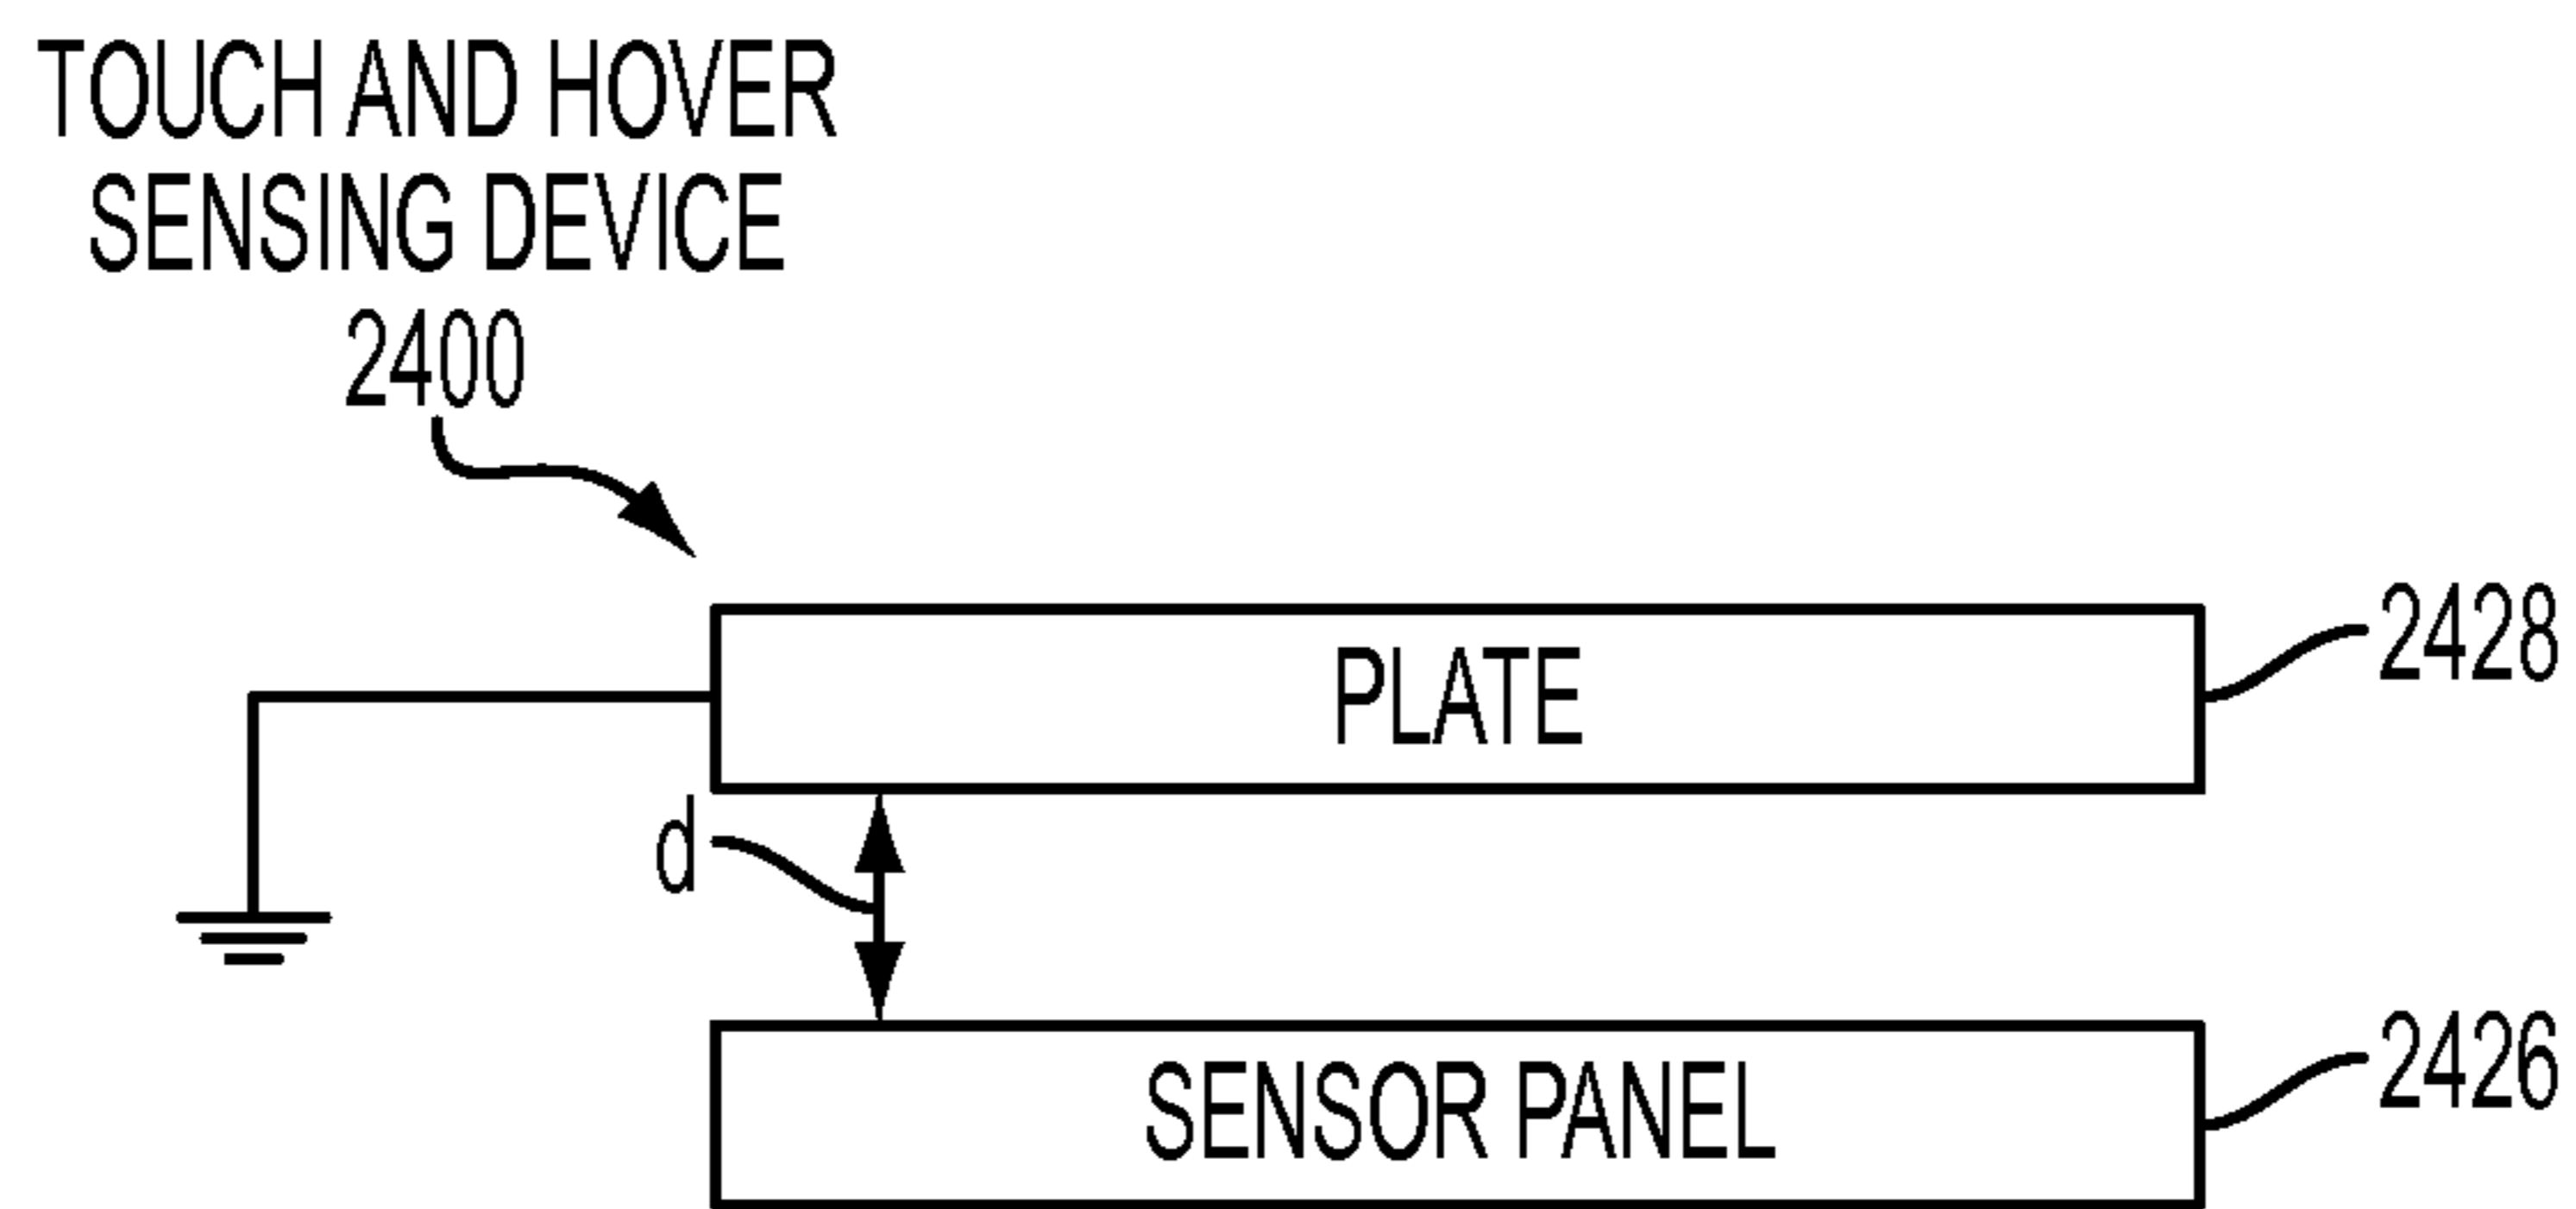 TOUCH AND HOVER
SENSING DEVICE
2400
PLATE
2428
d
SENSOR PANEL
2426